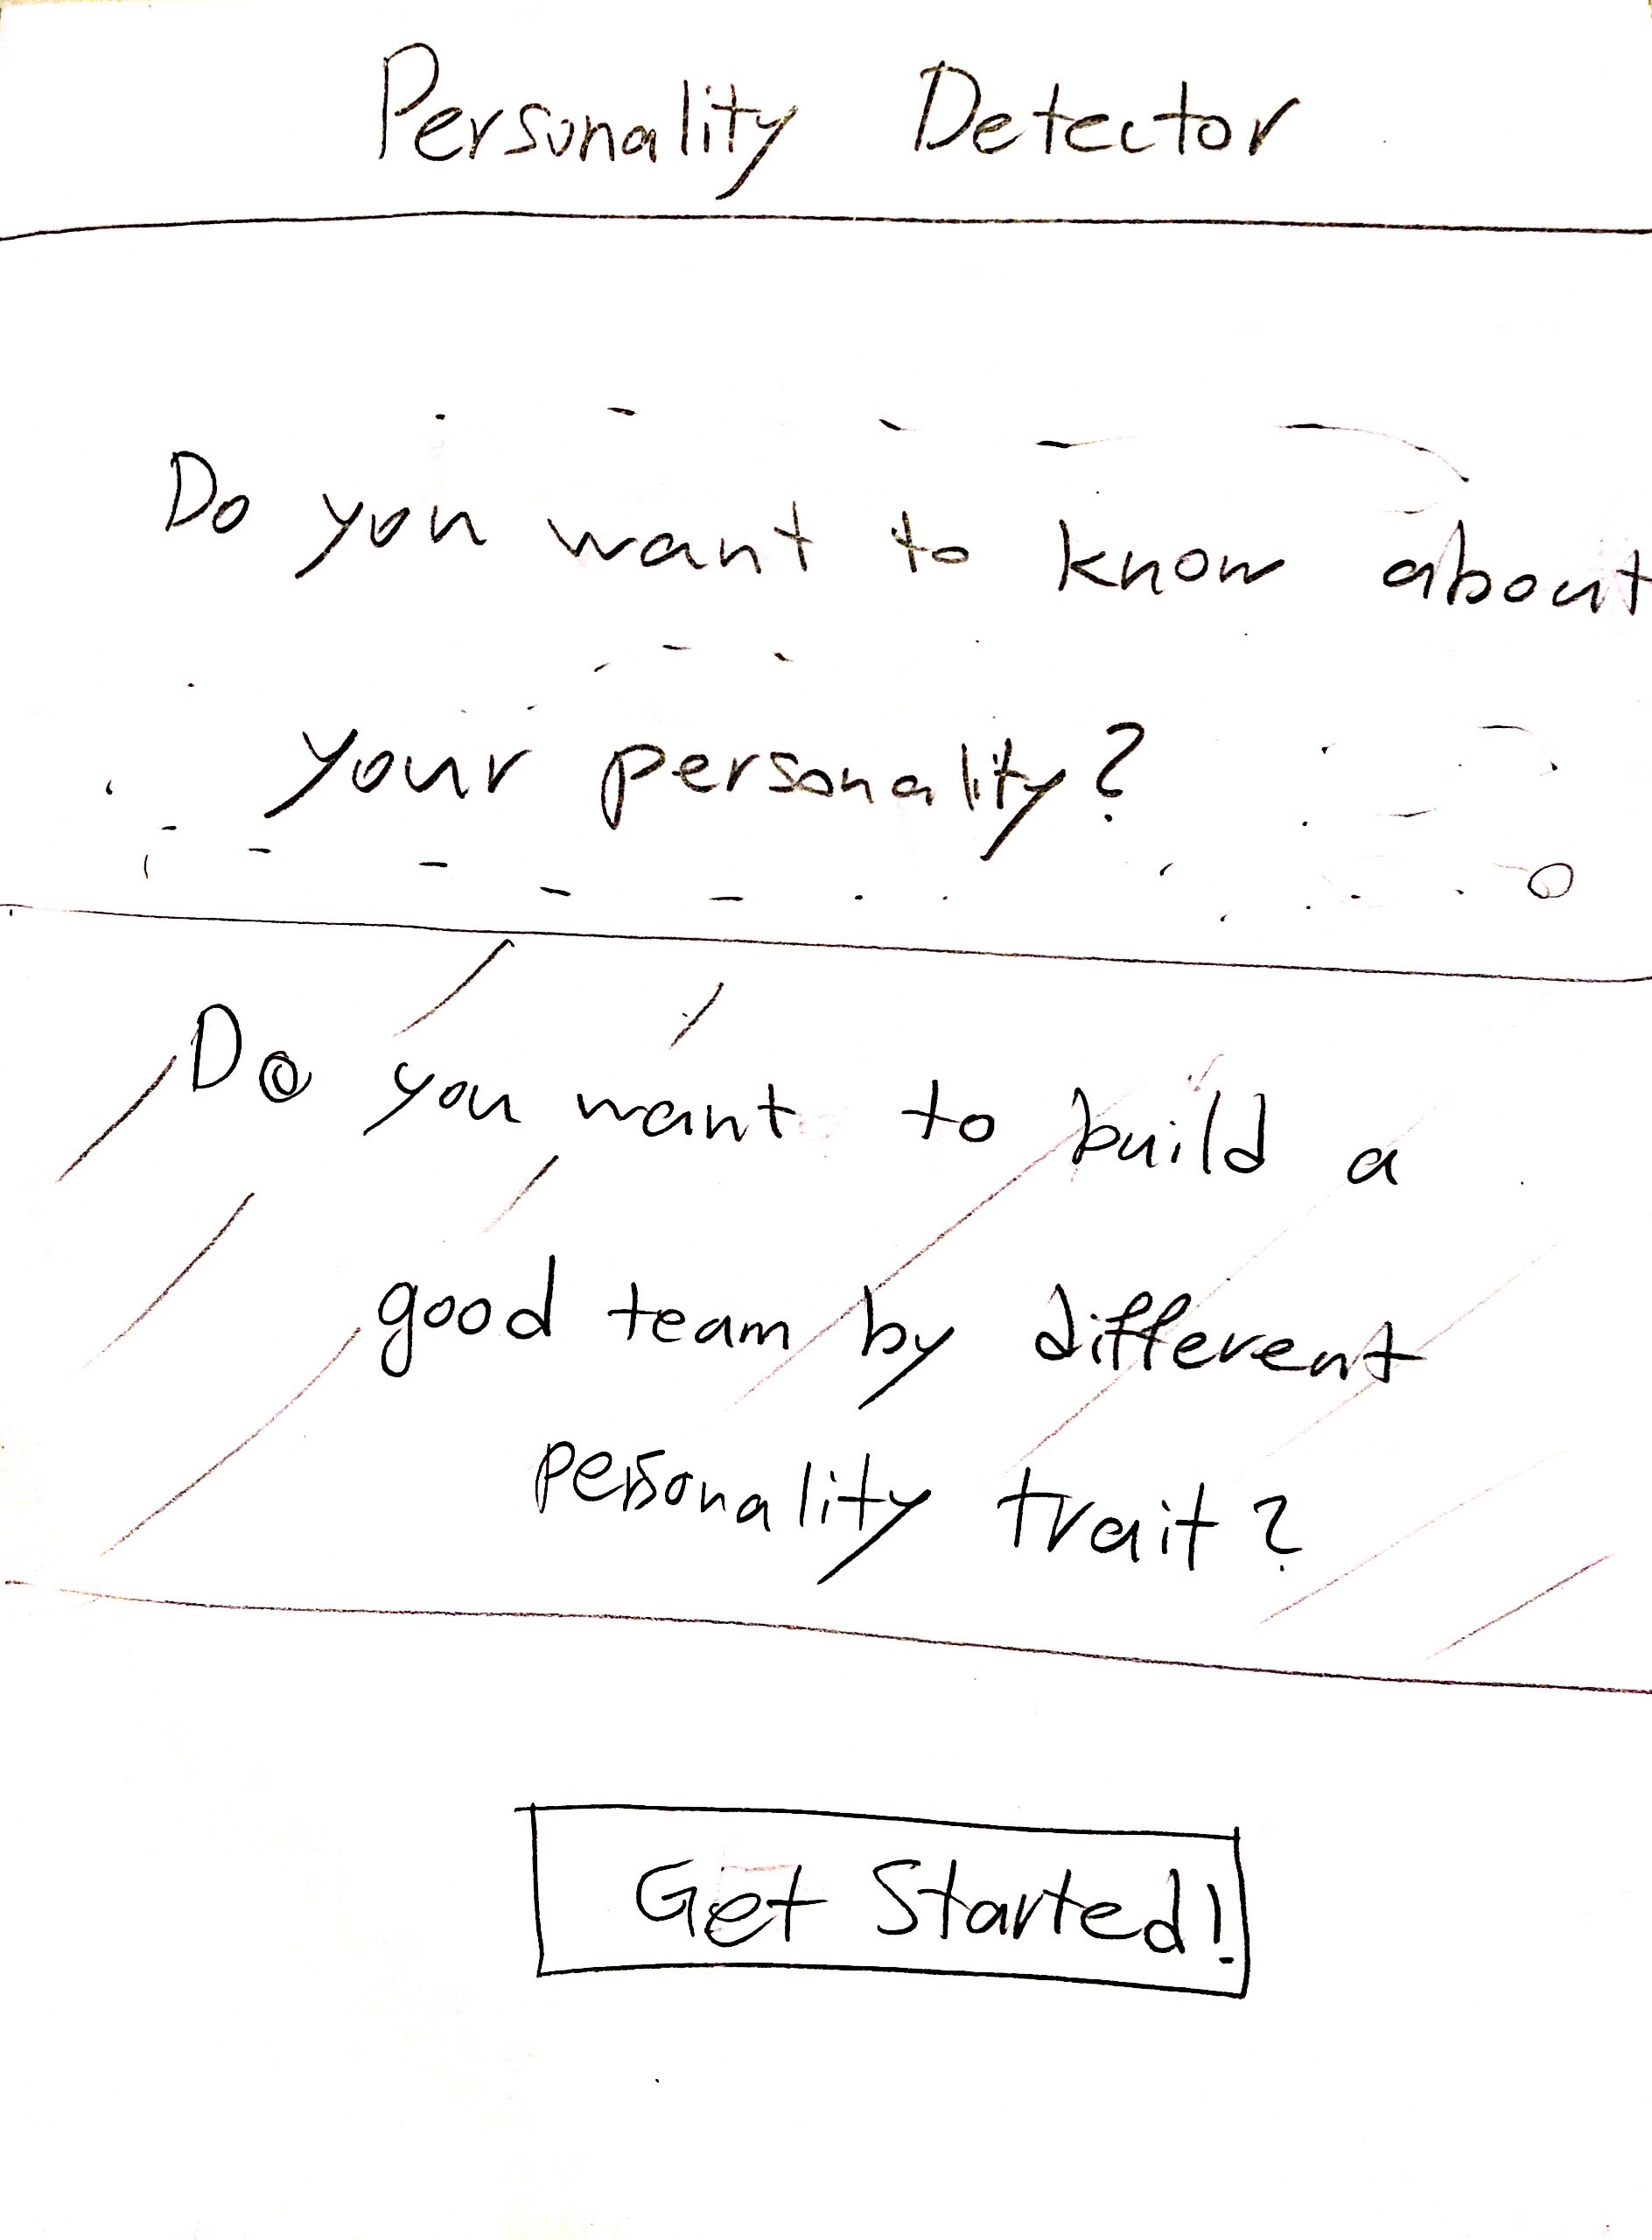 Personality Detector
Do you want to know about
your personality?
Do you want to build a
good team by different
personality trait?
Get Started!